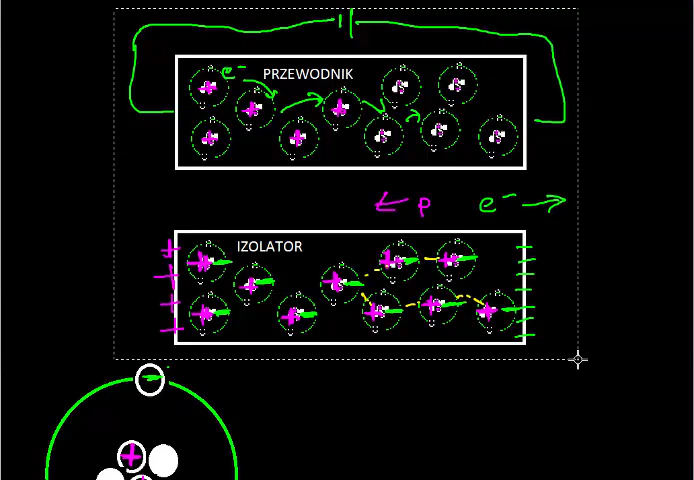 e⁻ PRZEWODNIK
← p e⁻ →
IZOLATOR